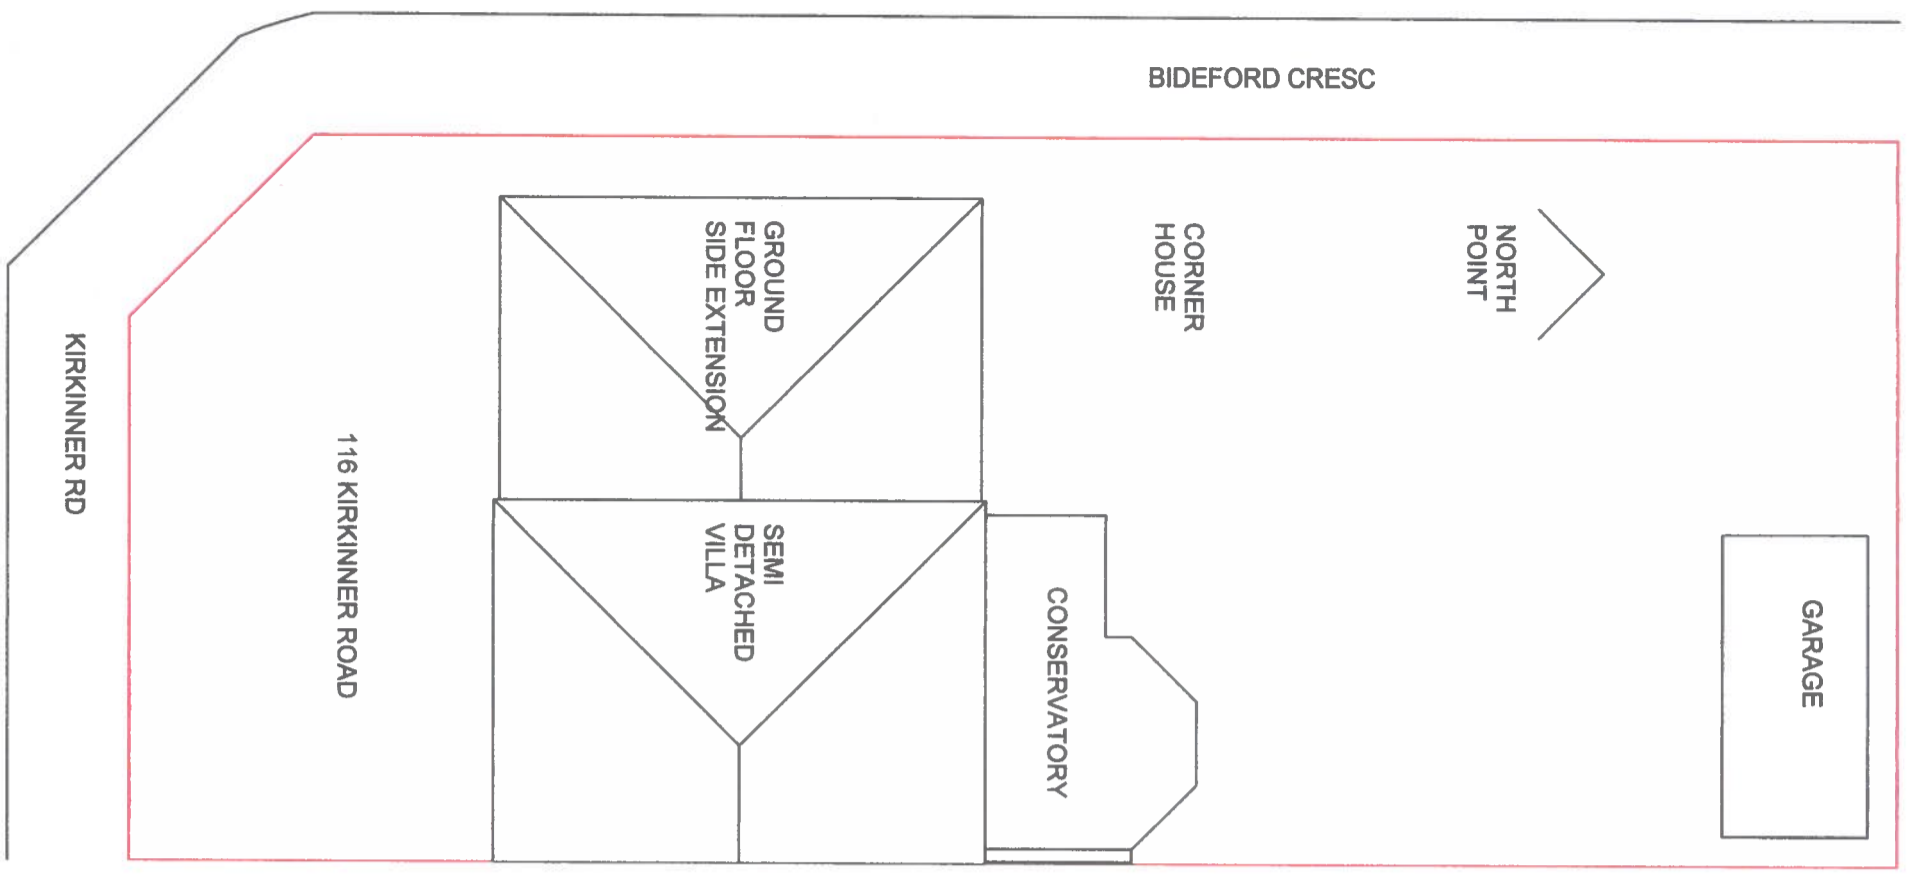 BIDEFORD CRESC
NORTH
POINT
CORNER
HOUSE
GROUND
FLOOR
SIDE EXTENSION
SEMI
DETACHED
VILLA
CONSERVATORY
GARAGE
116 KIRKINNER ROAD
KIRKINNER RD